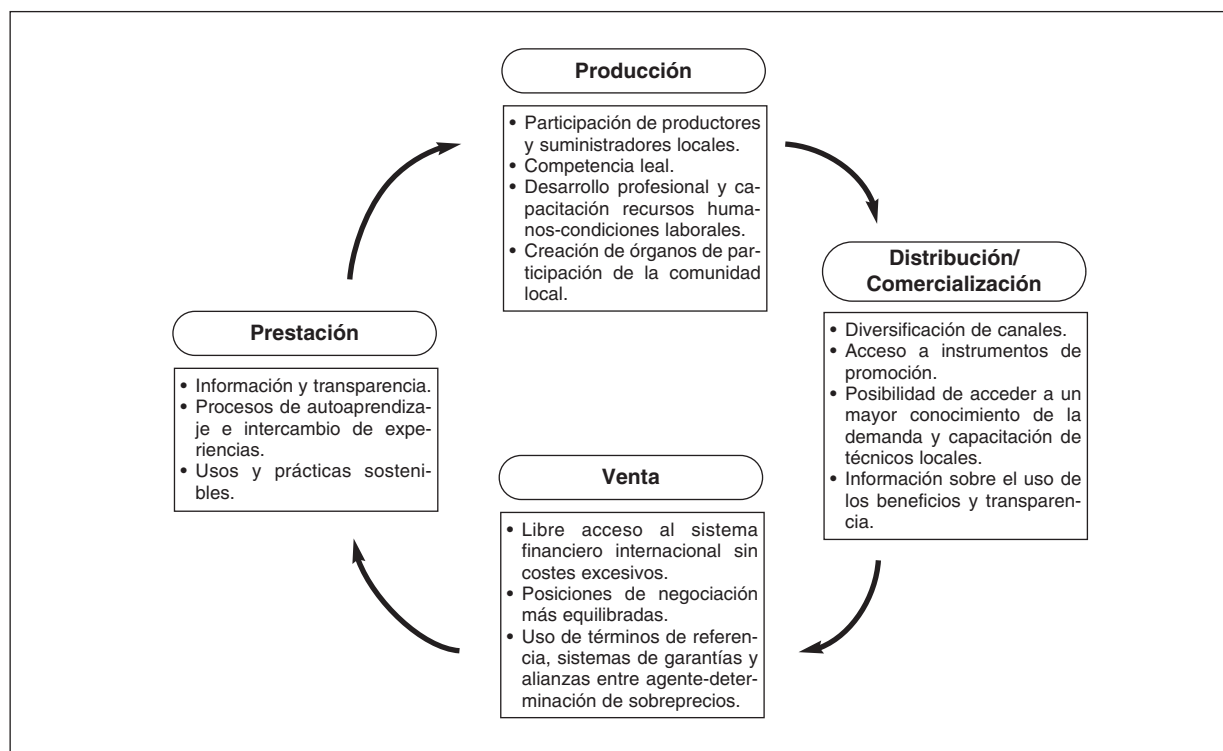 Producción
• Participación de productores
y suministradores locales.
• Competencia leal.
• Desarrollo profesional y ca-
pacitación recursos huma-
nos-condiciones laborales.
• Creación de órganos de par-
ticipación de la comunidad
local.
Distribución/
Comercialización
• Diversificación de canales.
• Acceso a instrumentos de
promoción.
• Posibilidad de acceder a un
mayor conocimiento de la
demanda y capacitación de
técnicos locales.
• Información sobre el uso de
los beneficios y transparen-
cia.
Venta
• Libre acceso al sistema
financiero internacional sin
costes excesivos.
• Posiciones de negociación
más equilibradas.
• Uso de términos de referen-
cia, sistemas de garantías y
alianzas entre agente-deter-
minación de sobreprecios.
Prestación
• Información y transparencia.
• Procesos de autoaprendiza-
je e intercambio de expe-
riencias.
• Usos y prácticas sosteni-
bles.